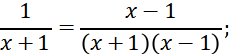 1/(x + 1) = (x − 1)/((x + 1)(x − 1));